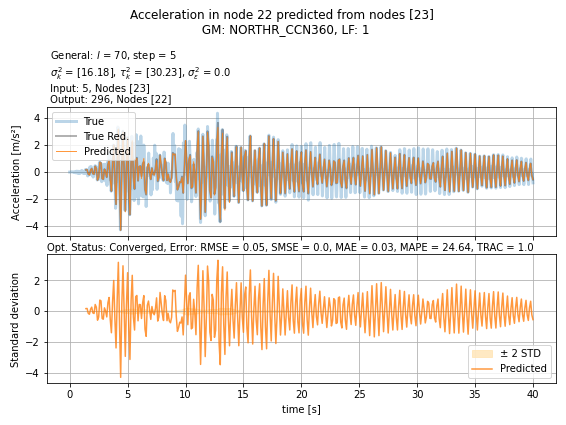 Acceleration in node 22 predicted from nodes [23]
GM: NORTHR_CCN360, LF: 1
General: l = 70, step = 5
σ²ₖ = [16.18], τ²ₖ = [30.23], σ²ε = 0.0
Input: 5, Nodes [23]
Output: 296, Nodes [22]
Acceleration [m/s²]
4
2
0
−2
−4
True
True Red.
Predicted
Opt. Status: Converged, Error: RMSE = 0.05, SMSE = 0.0, MAE = 0.03, MAPE = 24.64, TRAC = 1.0
Standard deviation
2
0
−2
−4
± 2 STD
Predicted
0 5 10 15 20 25 30 35 40
time [s]